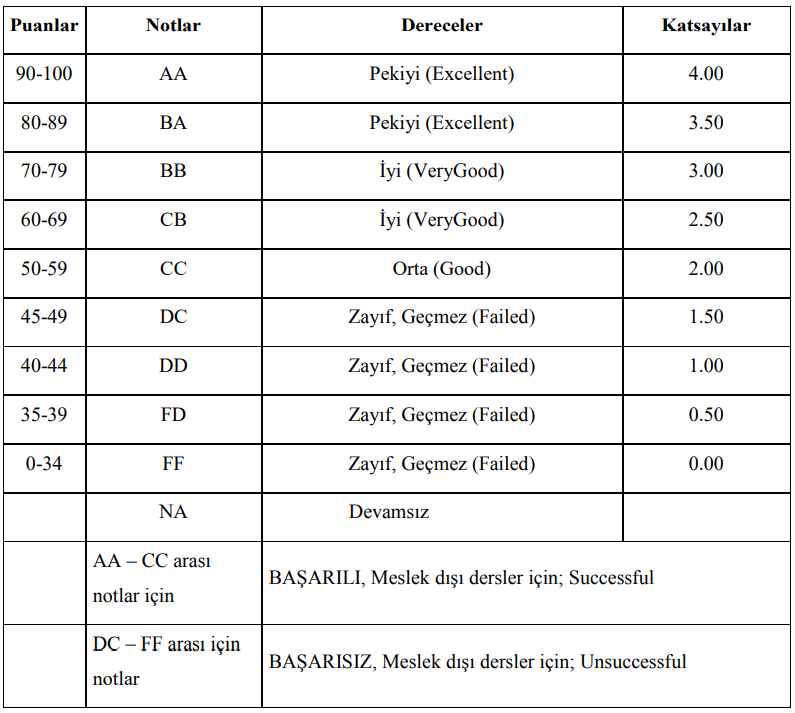 Puanlar Notlar Dereceler Katsayılar
90-100 AA Pekiyi (Excellent) 4.00
80-89 BA Pekiyi (Excellent) 3.50
70-79 BB İyi (VeryGood) 3.00
60-69 CB İyi (VeryGood) 2.50
50-59 CC Orta (Good) 2.00
45-49 DC Zayıf, Geçmez (Failed) 1.50
40-44 DD Zayıf, Geçmez (Failed) 1.00
35-39 FD Zayıf, Geçmez (Failed) 0.50
0-34 FF Zayıf, Geçmez (Failed) 0.00
NA Devamsız
AA – CC arası
notlar için
BAŞARILI, Meslek dışı dersler için; Successful
DC – FF arası için
notlar
BAŞARISIZ, Meslek dışı dersler için; Unsuccessful